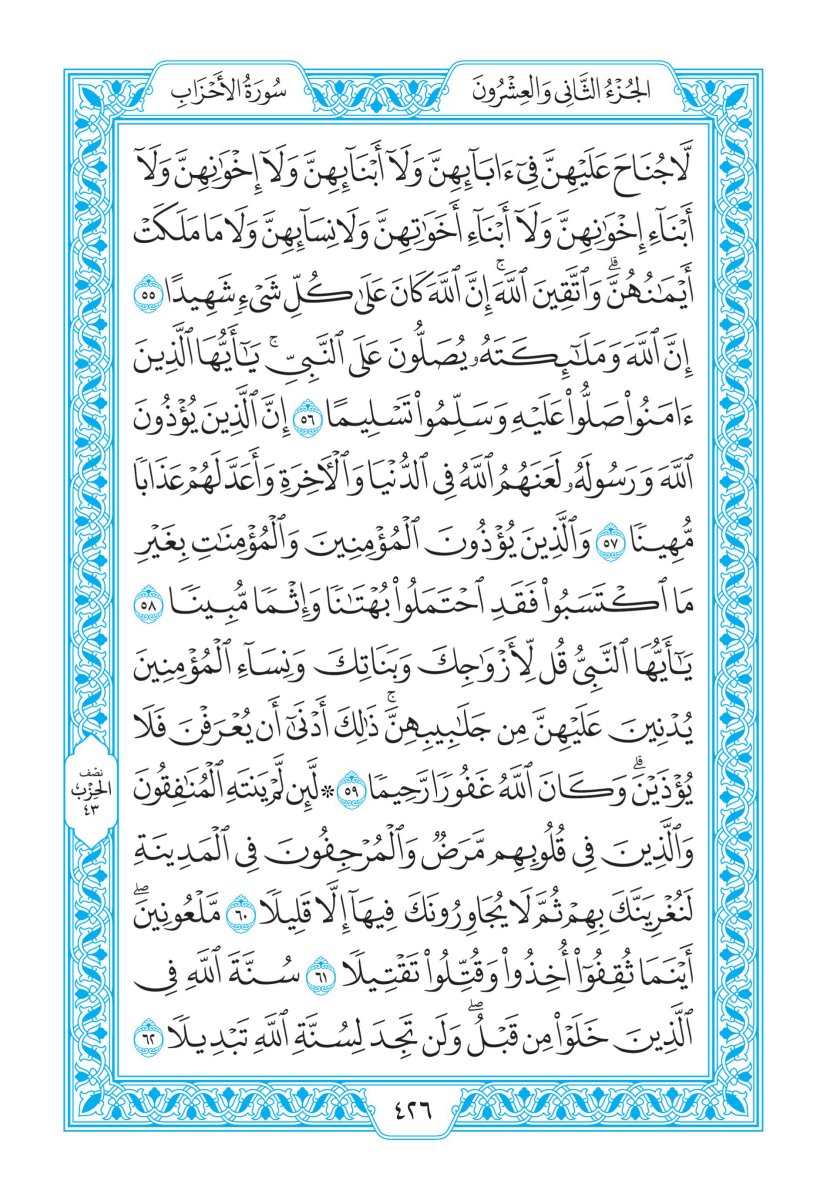 الجُزْءُ الثَّانِي وَالعِشْرُونَ
سُورَةُ الأَحْزَابِ
لَّا جُنَاحَ عَلَيْهِنَّ فِىٓ ءَابَآئِهِنَّ وَلَآ أَبْنَآئِهِنَّ وَلَآ إِخْوَٰنِهِنَّ وَلَآ
أَبْنَآءِ إِخْوَٰنِهِنَّ وَلَآ أَبْنَآءِ أَخَوَٰتِهِنَّ وَلَا نِسَآئِهِنَّ وَلَا مَا مَلَكَتْ
أَيْمَٰنُهُنَّۗ وَٱتَّقِينَ ٱللَّهَۚ إِنَّ ٱللَّهَ كَانَ عَلَىٰ كُلِّ شَىْءٍ شَهِيدًا ٥٥
إِنَّ ٱللَّهَ وَمَلَٰٓئِكَتَهُۥ يُصَلُّونَ عَلَى ٱلنَّبِىِّۚ يَٰٓأَيُّهَا ٱلَّذِينَ
ءَامَنُوا۟ صَلُّوا۟ عَلَيْهِ وَسَلِّمُوا۟ تَسْلِيمًا ٥٦ إِنَّ ٱلَّذِينَ يُؤْذُونَ
ٱللَّهَ وَرَسُولَهُۥ لَعَنَهُمُ ٱللَّهُ فِى ٱلدُّنْيَا وَٱلْءَاخِرَةِ وَأَعَدَّ لَهُمْ عَذَابًا
مُّهِينًا ٥٧ وَٱلَّذِينَ يُؤْذُونَ ٱلْمُؤْمِنِينَ وَٱلْمُؤْمِنَٰتِ بِغَيْرِ
مَا ٱكْتَسَبُوا۟ فَقَدِ ٱحْتَمَلُوا۟ بُهْتَٰنًا وَإِثْمًا مُّبِينًا ٥٨
يَٰٓأَيُّهَا ٱلنَّبِىُّ قُل لِّأَزْوَٰجِكَ وَبَنَاتِكَ وَنِسَآءِ ٱلْمُؤْمِنِينَ
يُدْنِينَ عَلَيْهِنَّ مِن جَلَٰبِيبِهِنَّۚ ذَٰلِكَ أَدْنَىٰٓ أَن يُعْرَفْنَ فَلَا
يُؤْذَيْنَۗ وَكَانَ ٱللَّهُ غَفُورًا رَّحِيمًا ٥٩ * لَّئِن لَّمْ يَنتَهِ ٱلْمُنَٰفِقُونَ
نِصْف
الحِزْبُ
٤٣
وَٱلَّذِينَ فِى قُلُوبِهِم مَّرَضٌ وَٱلْمُرْجِفُونَ فِى ٱلْمَدِينَةِ
لَنُغْرِيَنَّكَ بِهِمْ ثُمَّ لَا يُجَاوِرُونَكَ فِيهَآ إِلَّا قَلِيلًا ٦٠ مَّلْعُونِينَۖ
أَيْنَمَا ثُقِفُوٓا۟ أُخِذُوا۟ وَقُتِّلُوا۟ تَقْتِيلًا ٦١ سُنَّةَ ٱللَّهِ فِى
ٱلَّذِينَ خَلَوْا۟ مِن قَبْلُۖ وَلَن تَجِدَ لِسُنَّةِ ٱللَّهِ تَبْدِيلًا ٦٢
٤٢٦